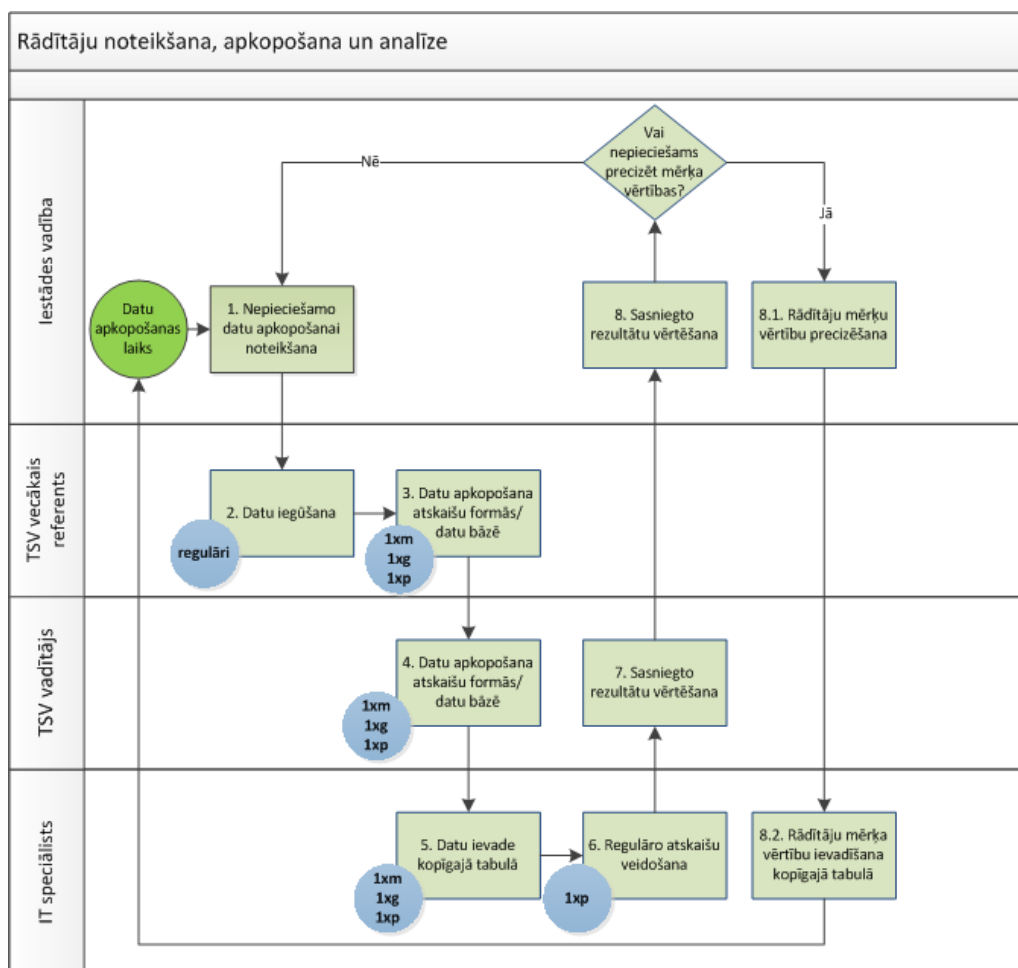 Rādītāju noteikšana, apkopošana un analīze
Iestādes vadība
Vai
nepieciešams
precizēt mērķa
vērtības?
Nē
Jā
Datu
apkopošanas
laiks
1. Nepieciešamo
datu apkopošanai
noteikšana
8. Sasniegto
rezultātu vērtēšana
8.1. Rādītāju mērķu
vērtību precizēšana
TSV vecākais
referents
2. Datu iegūšana
regulāri
3. Datu apkopošana
atskaišu formās/
datu bāzē
1xm
1xg
1xp
TSV vadītājs
4. Datu apkopošana
atskaišu formās/
datu bāzē
1xm
1xg
1xp
7. Sasniegto
rezultātu vērtēšana
IT speciālists
5. Datu ievade
kopīgajā tabulā
1xm
1xg
1xp
6. Regulāro atskaišu
veidošana
1xp
8.2. Rādītāju mērķa
vērtību ievadīšana
kopīgajā tabulā